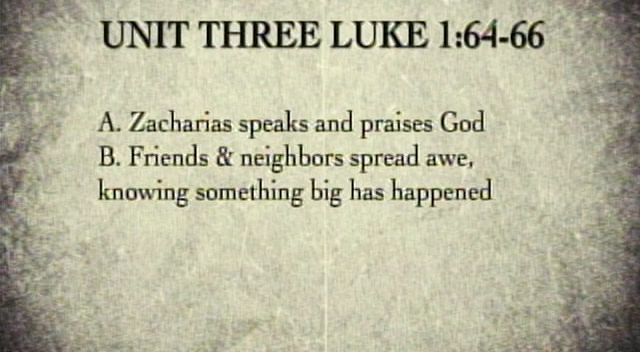 UNIT THREE LUKE 1:64-66
A. Zacharias speaks and praises God
B. Friends & neighbors spread awe,
knowing something big has happened